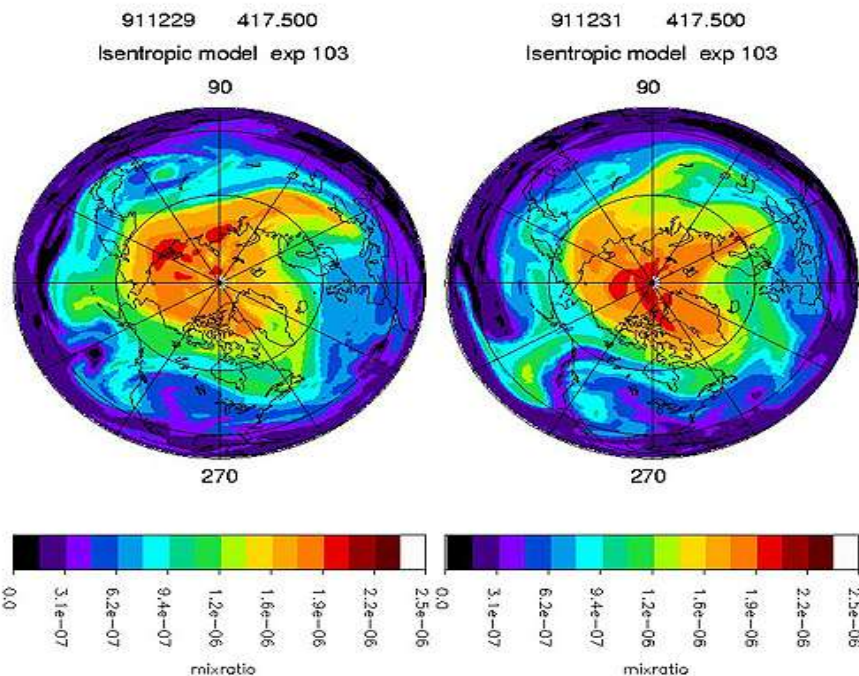 911229 417.500
Isentropic model exp 103
90
270
0.0 3.1e-07 6.2e-07 9.4e-07 1.2e-06 1.6e-06 1.9e-06 2.2e-06 2.5e-06
mixratio
911231 417.500
Isentropic model exp 103
90
270
0.0 3.1e-07 6.2e-07 9.4e-07 1.2e-06 1.6e-06 1.9e-06 2.2e-06 2.5e-06
mixratio